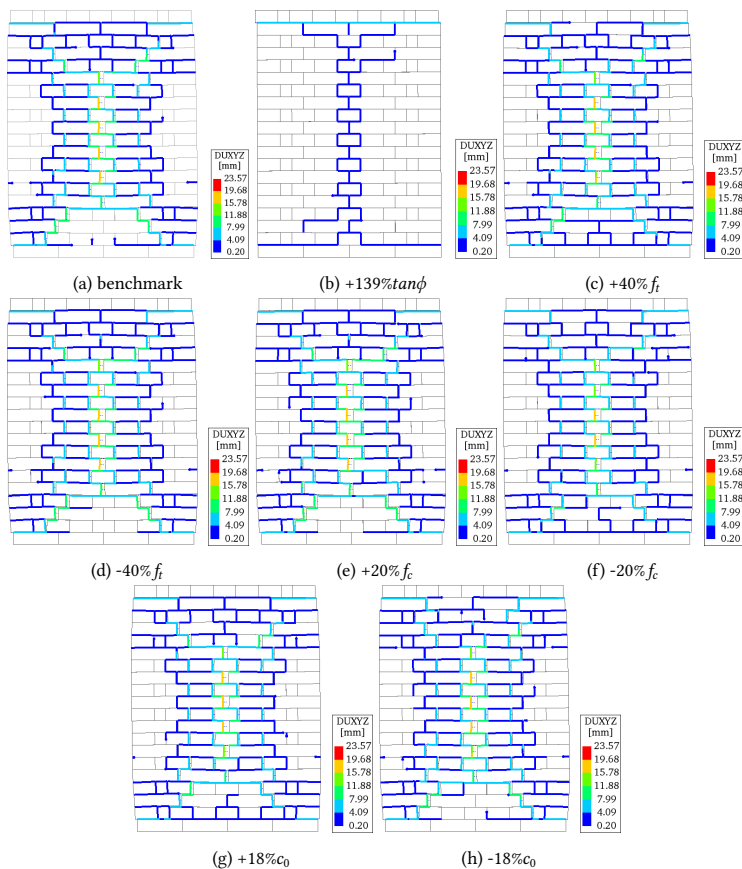 DUXYZ
[mm]
23.57
19.68
15.78
11.88
7.99
4.09
0.20
DUXYZ
[mm]
23.57
19.68
15.78
11.88
7.99
4.09
0.20
DUXYZ
[mm]
23.57
19.68
15.78
11.88
7.99
4.09
0.20
(a) benchmark
(b) +139%tanϕ
(c) +40% fₜ
DUXYZ
[mm]
23.57
19.68
15.78
11.88
7.99
4.09
0.20
DUXYZ
[mm]
23.57
19.68
15.78
11.88
7.99
4.09
0.20
DUXYZ
[mm]
23.57
19.68
15.78
11.88
7.99
4.09
0.20
(d) -40% fₜ
(e) +20% f_c
(f) -20% f_c
DUXYZ
[mm]
23.57
19.68
15.78
11.88
7.99
4.09
0.20
DUXYZ
[mm]
23.57
19.68
15.78
11.88
7.99
4.09
0.20
(g) +18%c₀
(h) -18%c₀